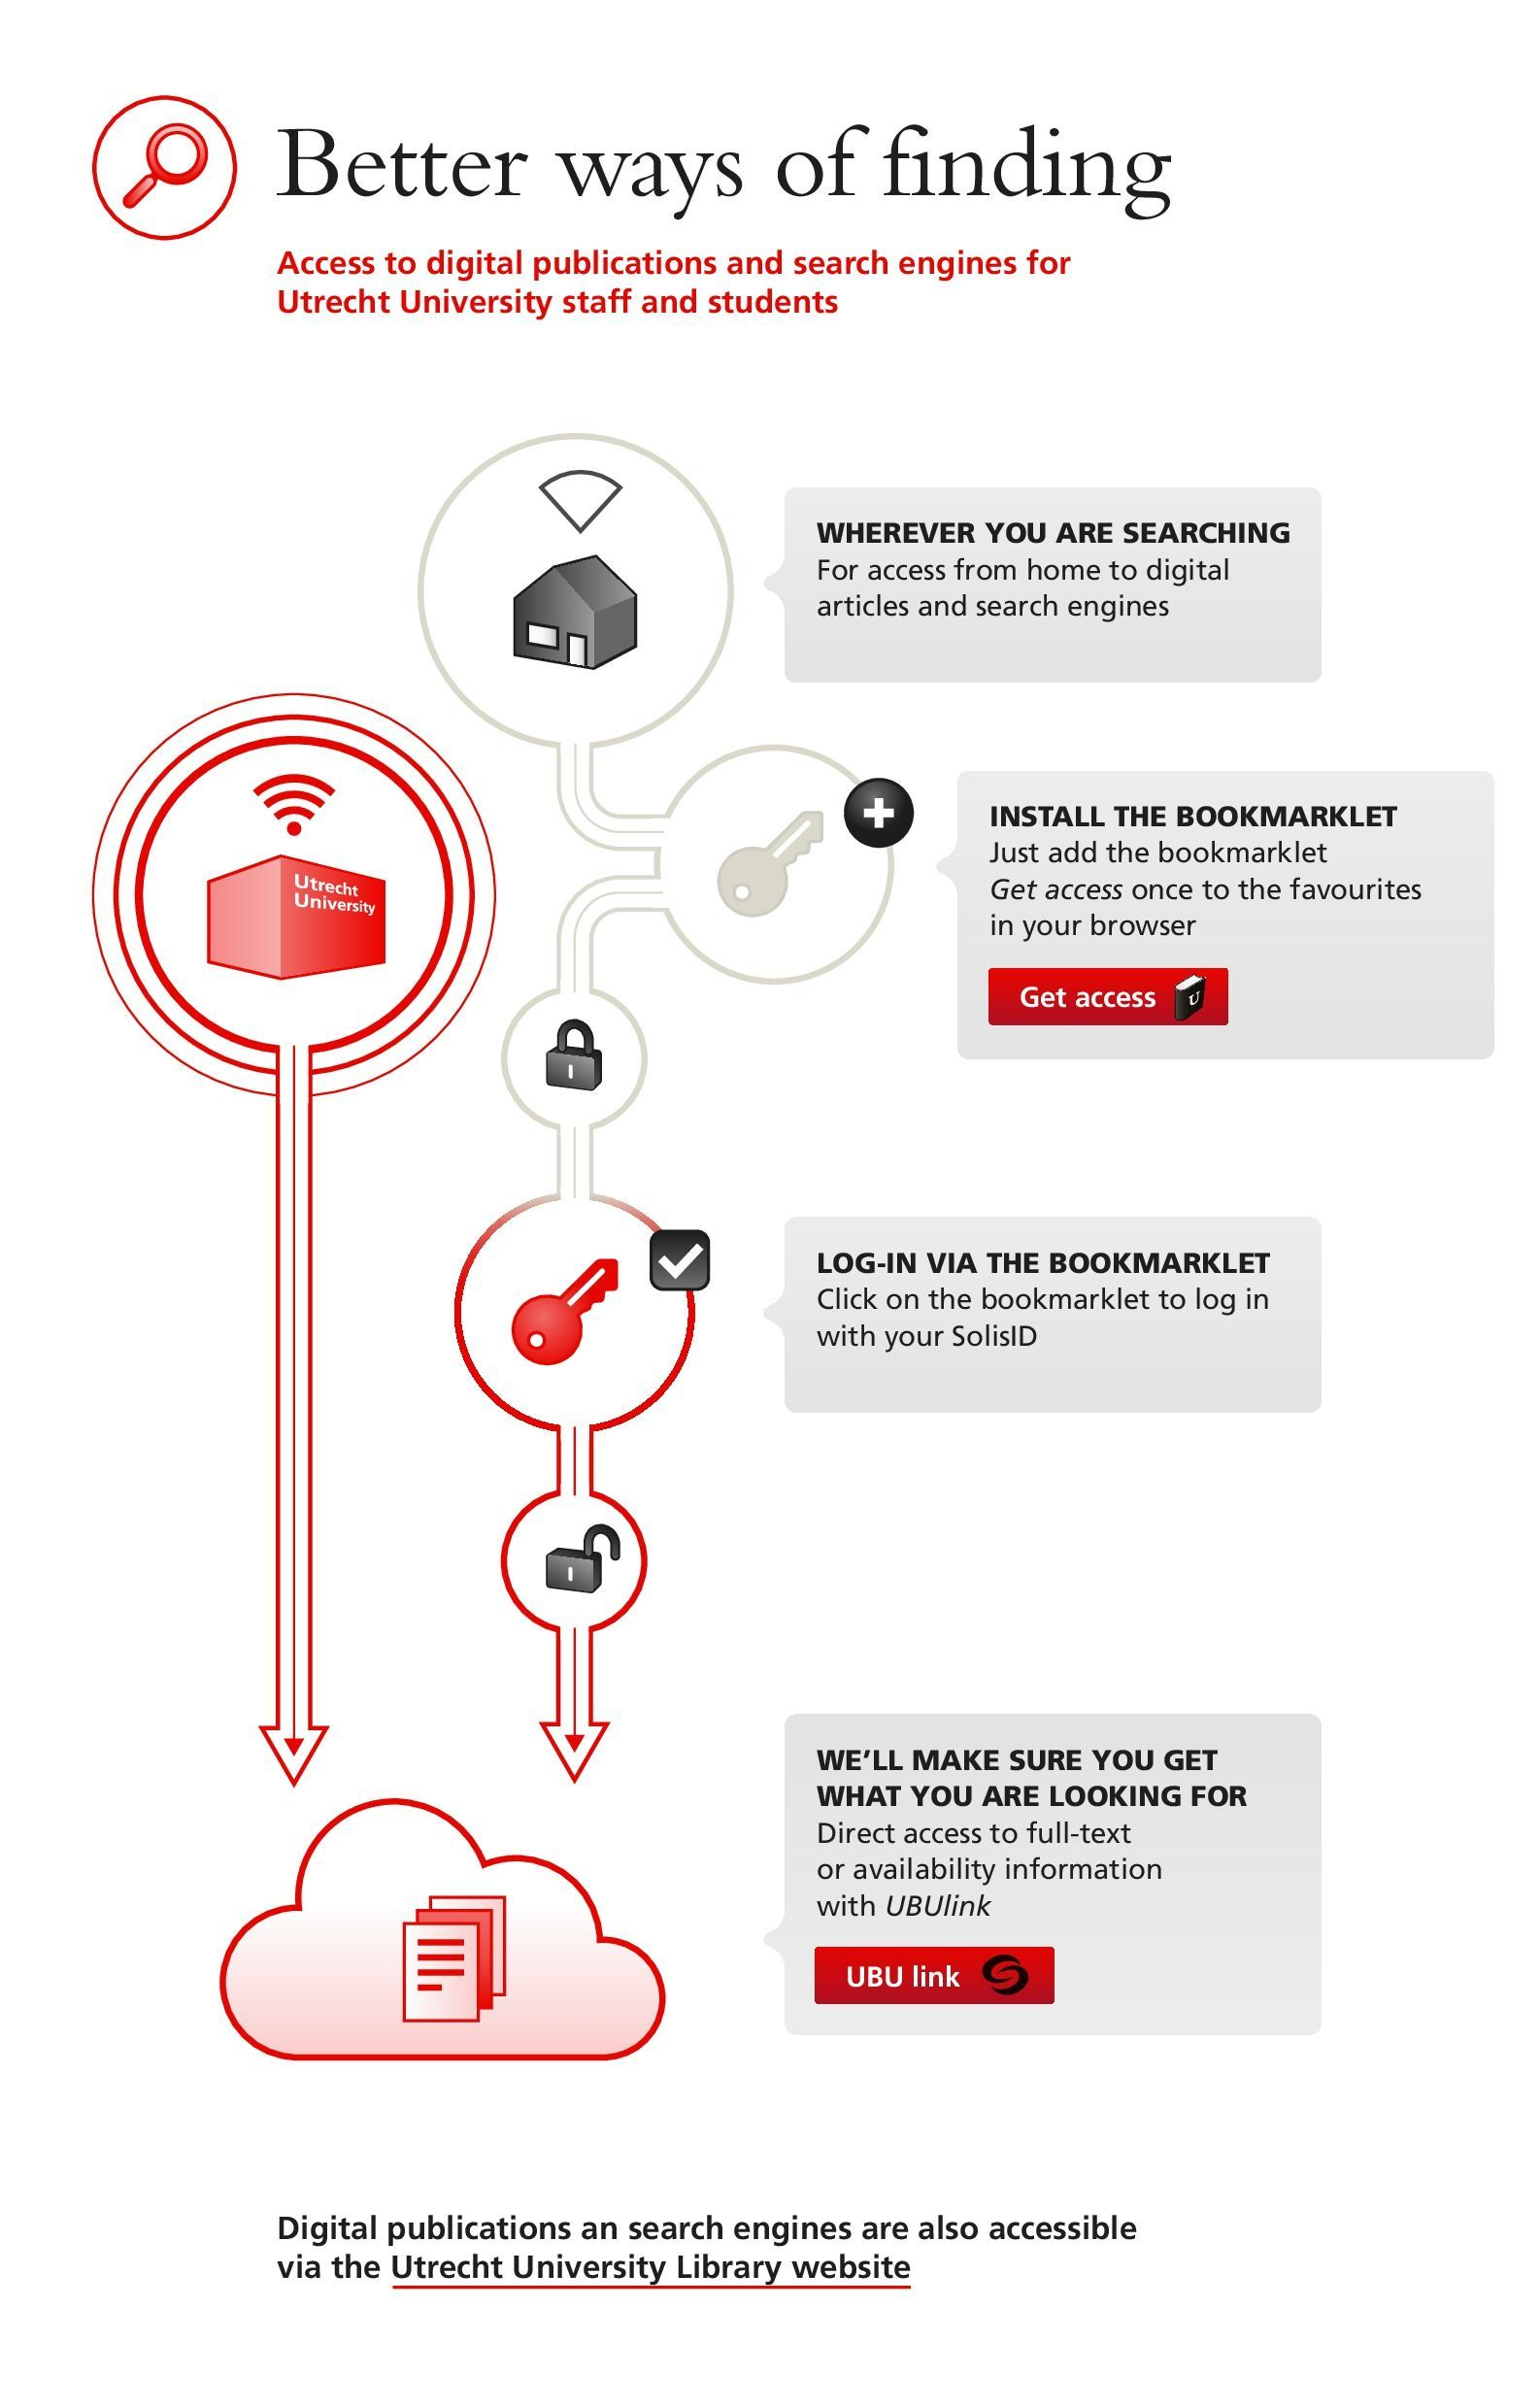 Better ways of finding
Access to digital publications and search engines for
Utrecht University staff and students
WHEREVER YOU ARE SEARCHING
For access from home to digital
articles and search engines
Utrecht
University
INSTALL THE BOOKMARKLET
Just add the bookmarklet
Get access once to the favourites
in your browser
Get access
U
LOG-IN VIA THE BOOKMARKLET
Click on the bookmarklet to log in
with your SolisID
WE’LL MAKE SURE YOU GET
WHAT YOU ARE LOOKING FOR
Direct access to full-text
or availability information
with UBUlink
UBU link
Digital publications an search engines are also accessible
via the Utrecht University Library website